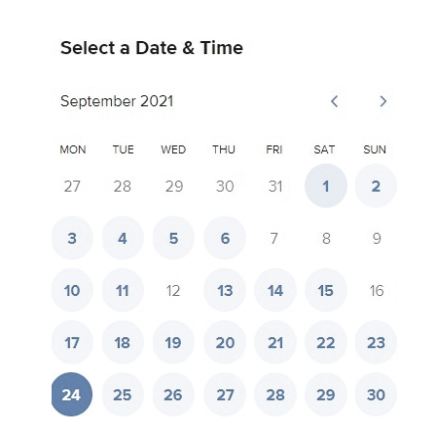 Select a Date & Time
September 2021
MON TUE WED THU FRI SAT SUN
27 28 29 30 31 1 2
3 4 5 6 7 8 9
10 11 12 13 14 15 16
17 18 19 20 21 22 23
24 25 26 27 28 29 30